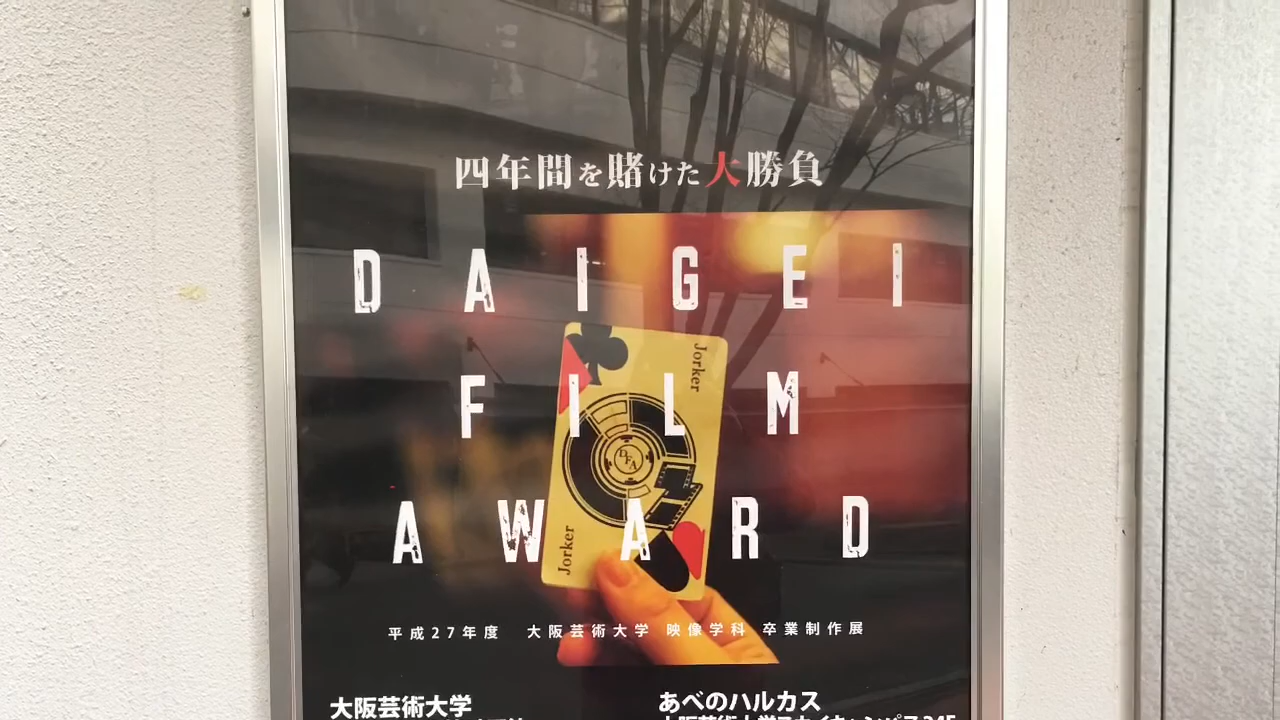 四年間を賭けた大勝負
DAIGEI
Jorker
FILM
DFA
AWARD
Jorker
平成27年度 大阪芸術大学 映像学科 卒業制作展
大阪芸術大学
あべのハルカス